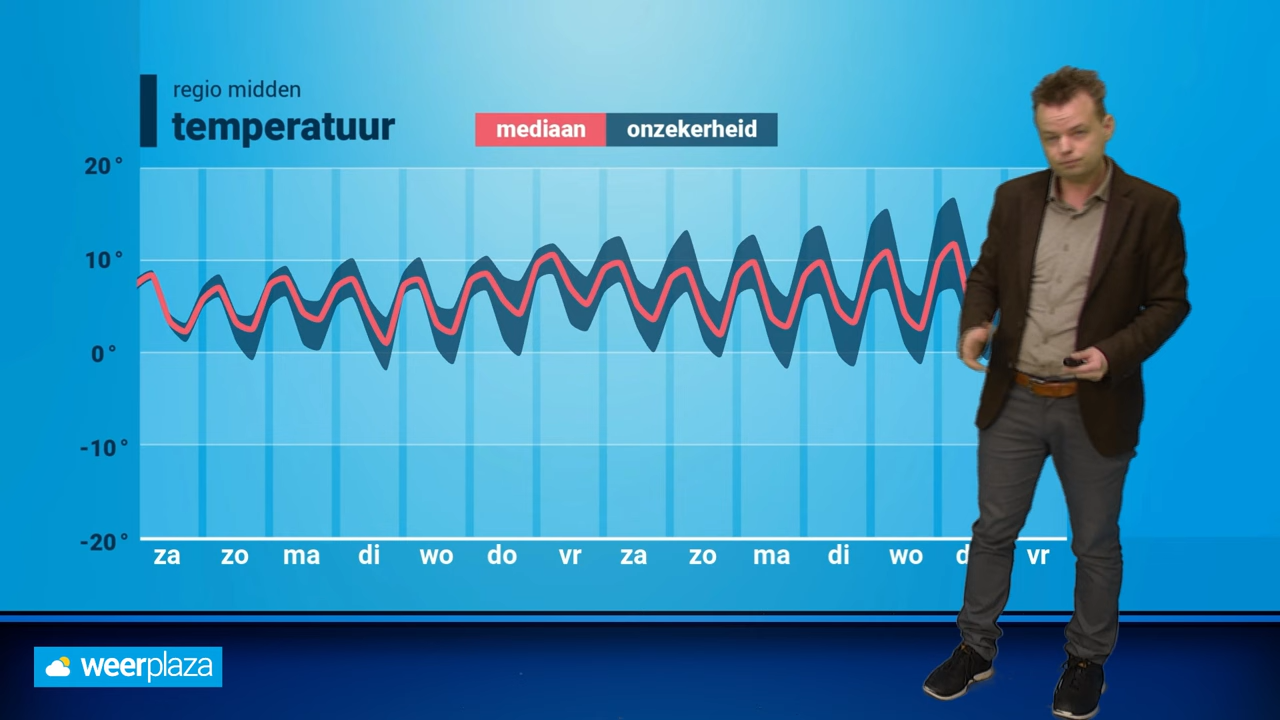 regio midden
temperatuur
mediaan onzekerheid
20°
10°
0°
-10°
-20°
za zo ma di wo do vr za zo ma di wo d vr
weerplaza